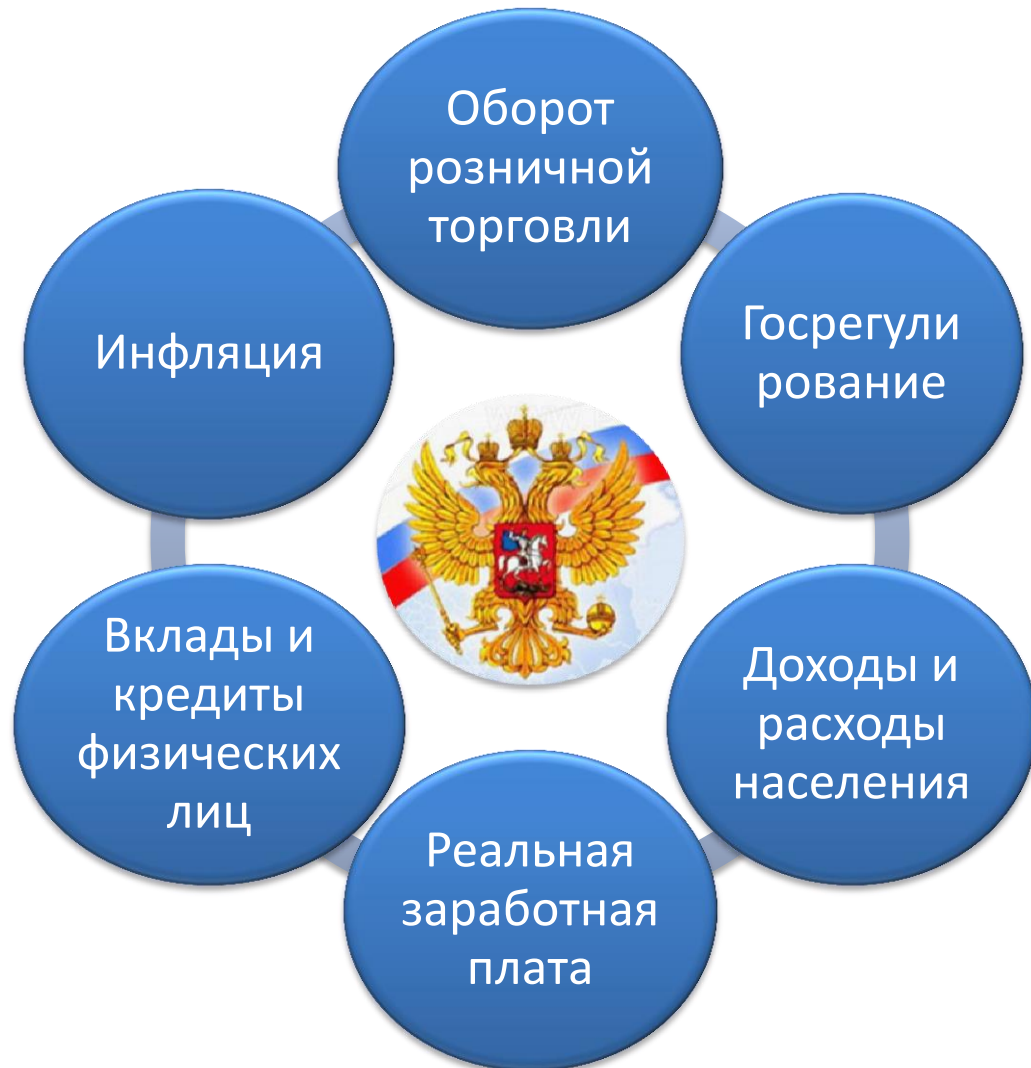 Оборот
розничной
торговли
Госрегули
рование
Доходы и
расходы
населения
Реальная
заработная
плата
Вклады и
кредиты
физических
лиц
Инфляция